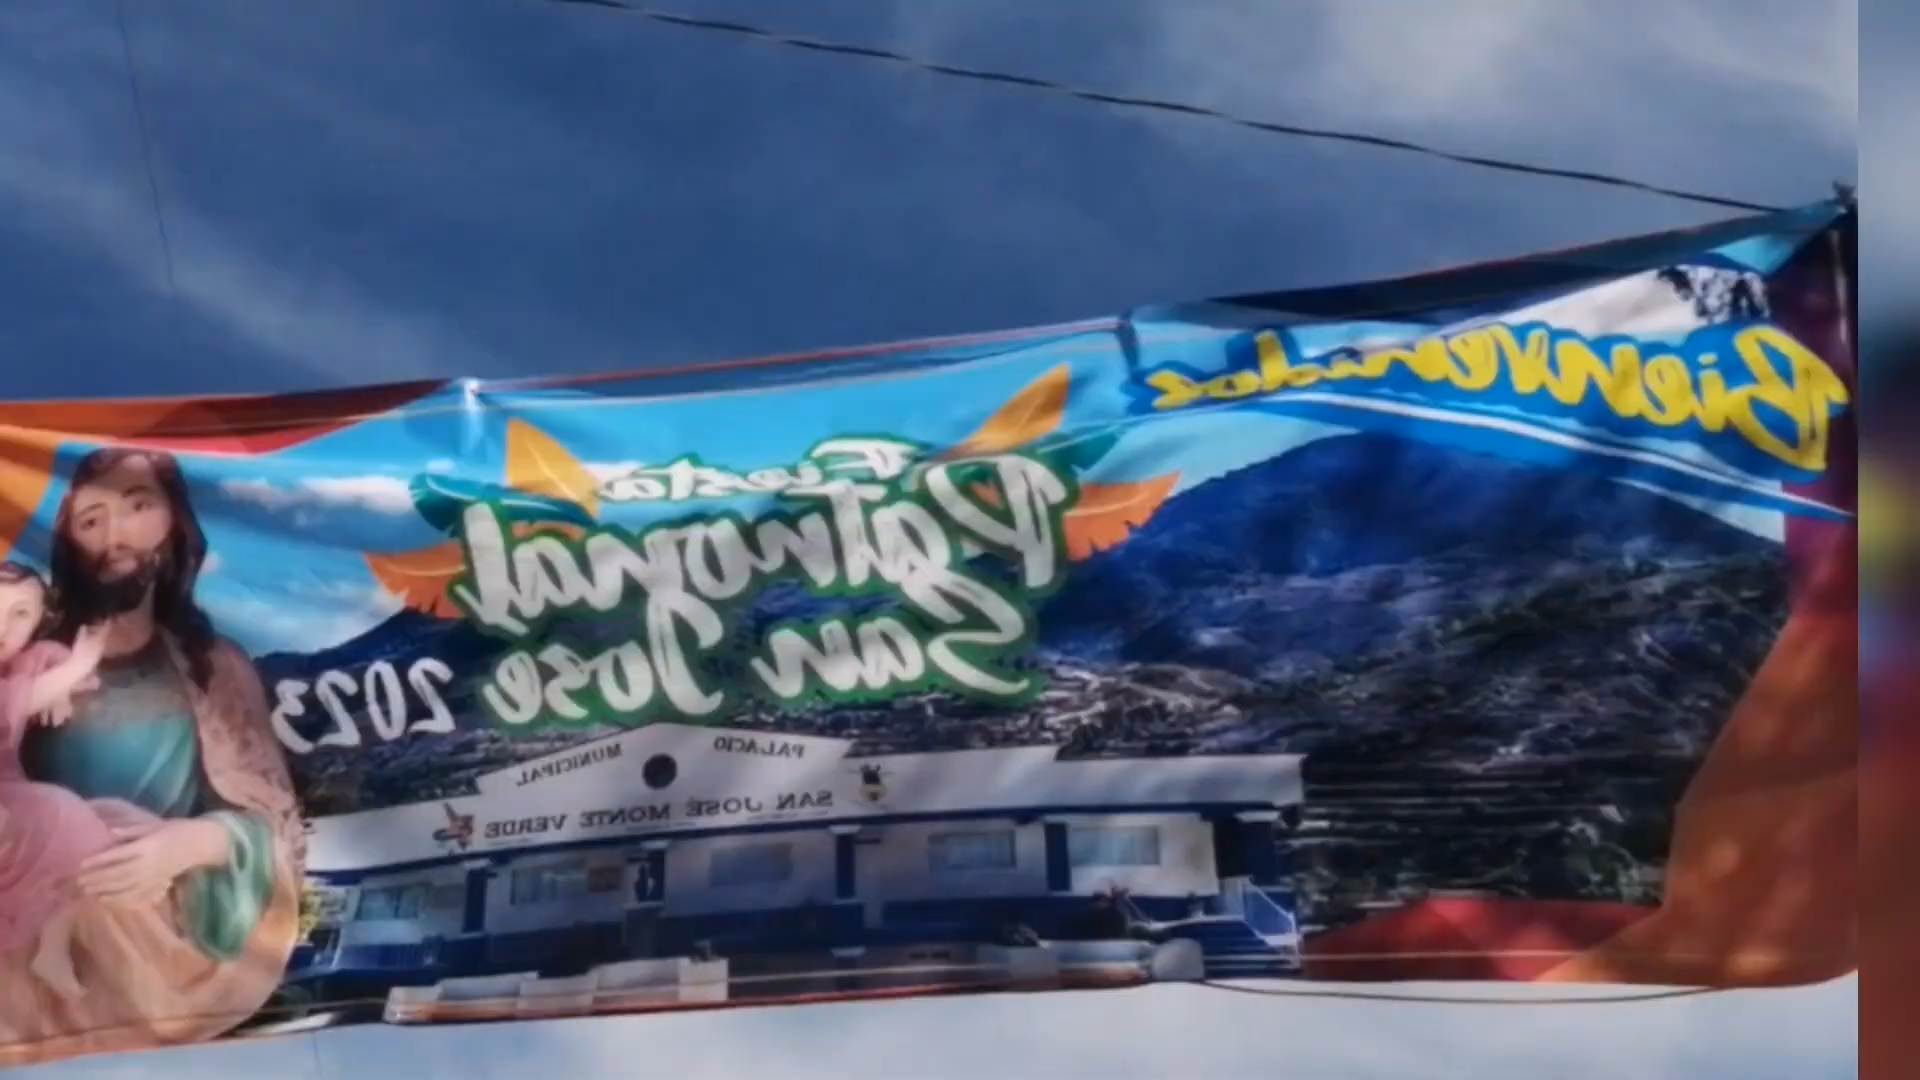 Bienvenidos
Fiesta
Patronal
San Jose 2023
PALACIO MUNICIPAL
SAN JOSÉ MONTE VERDE